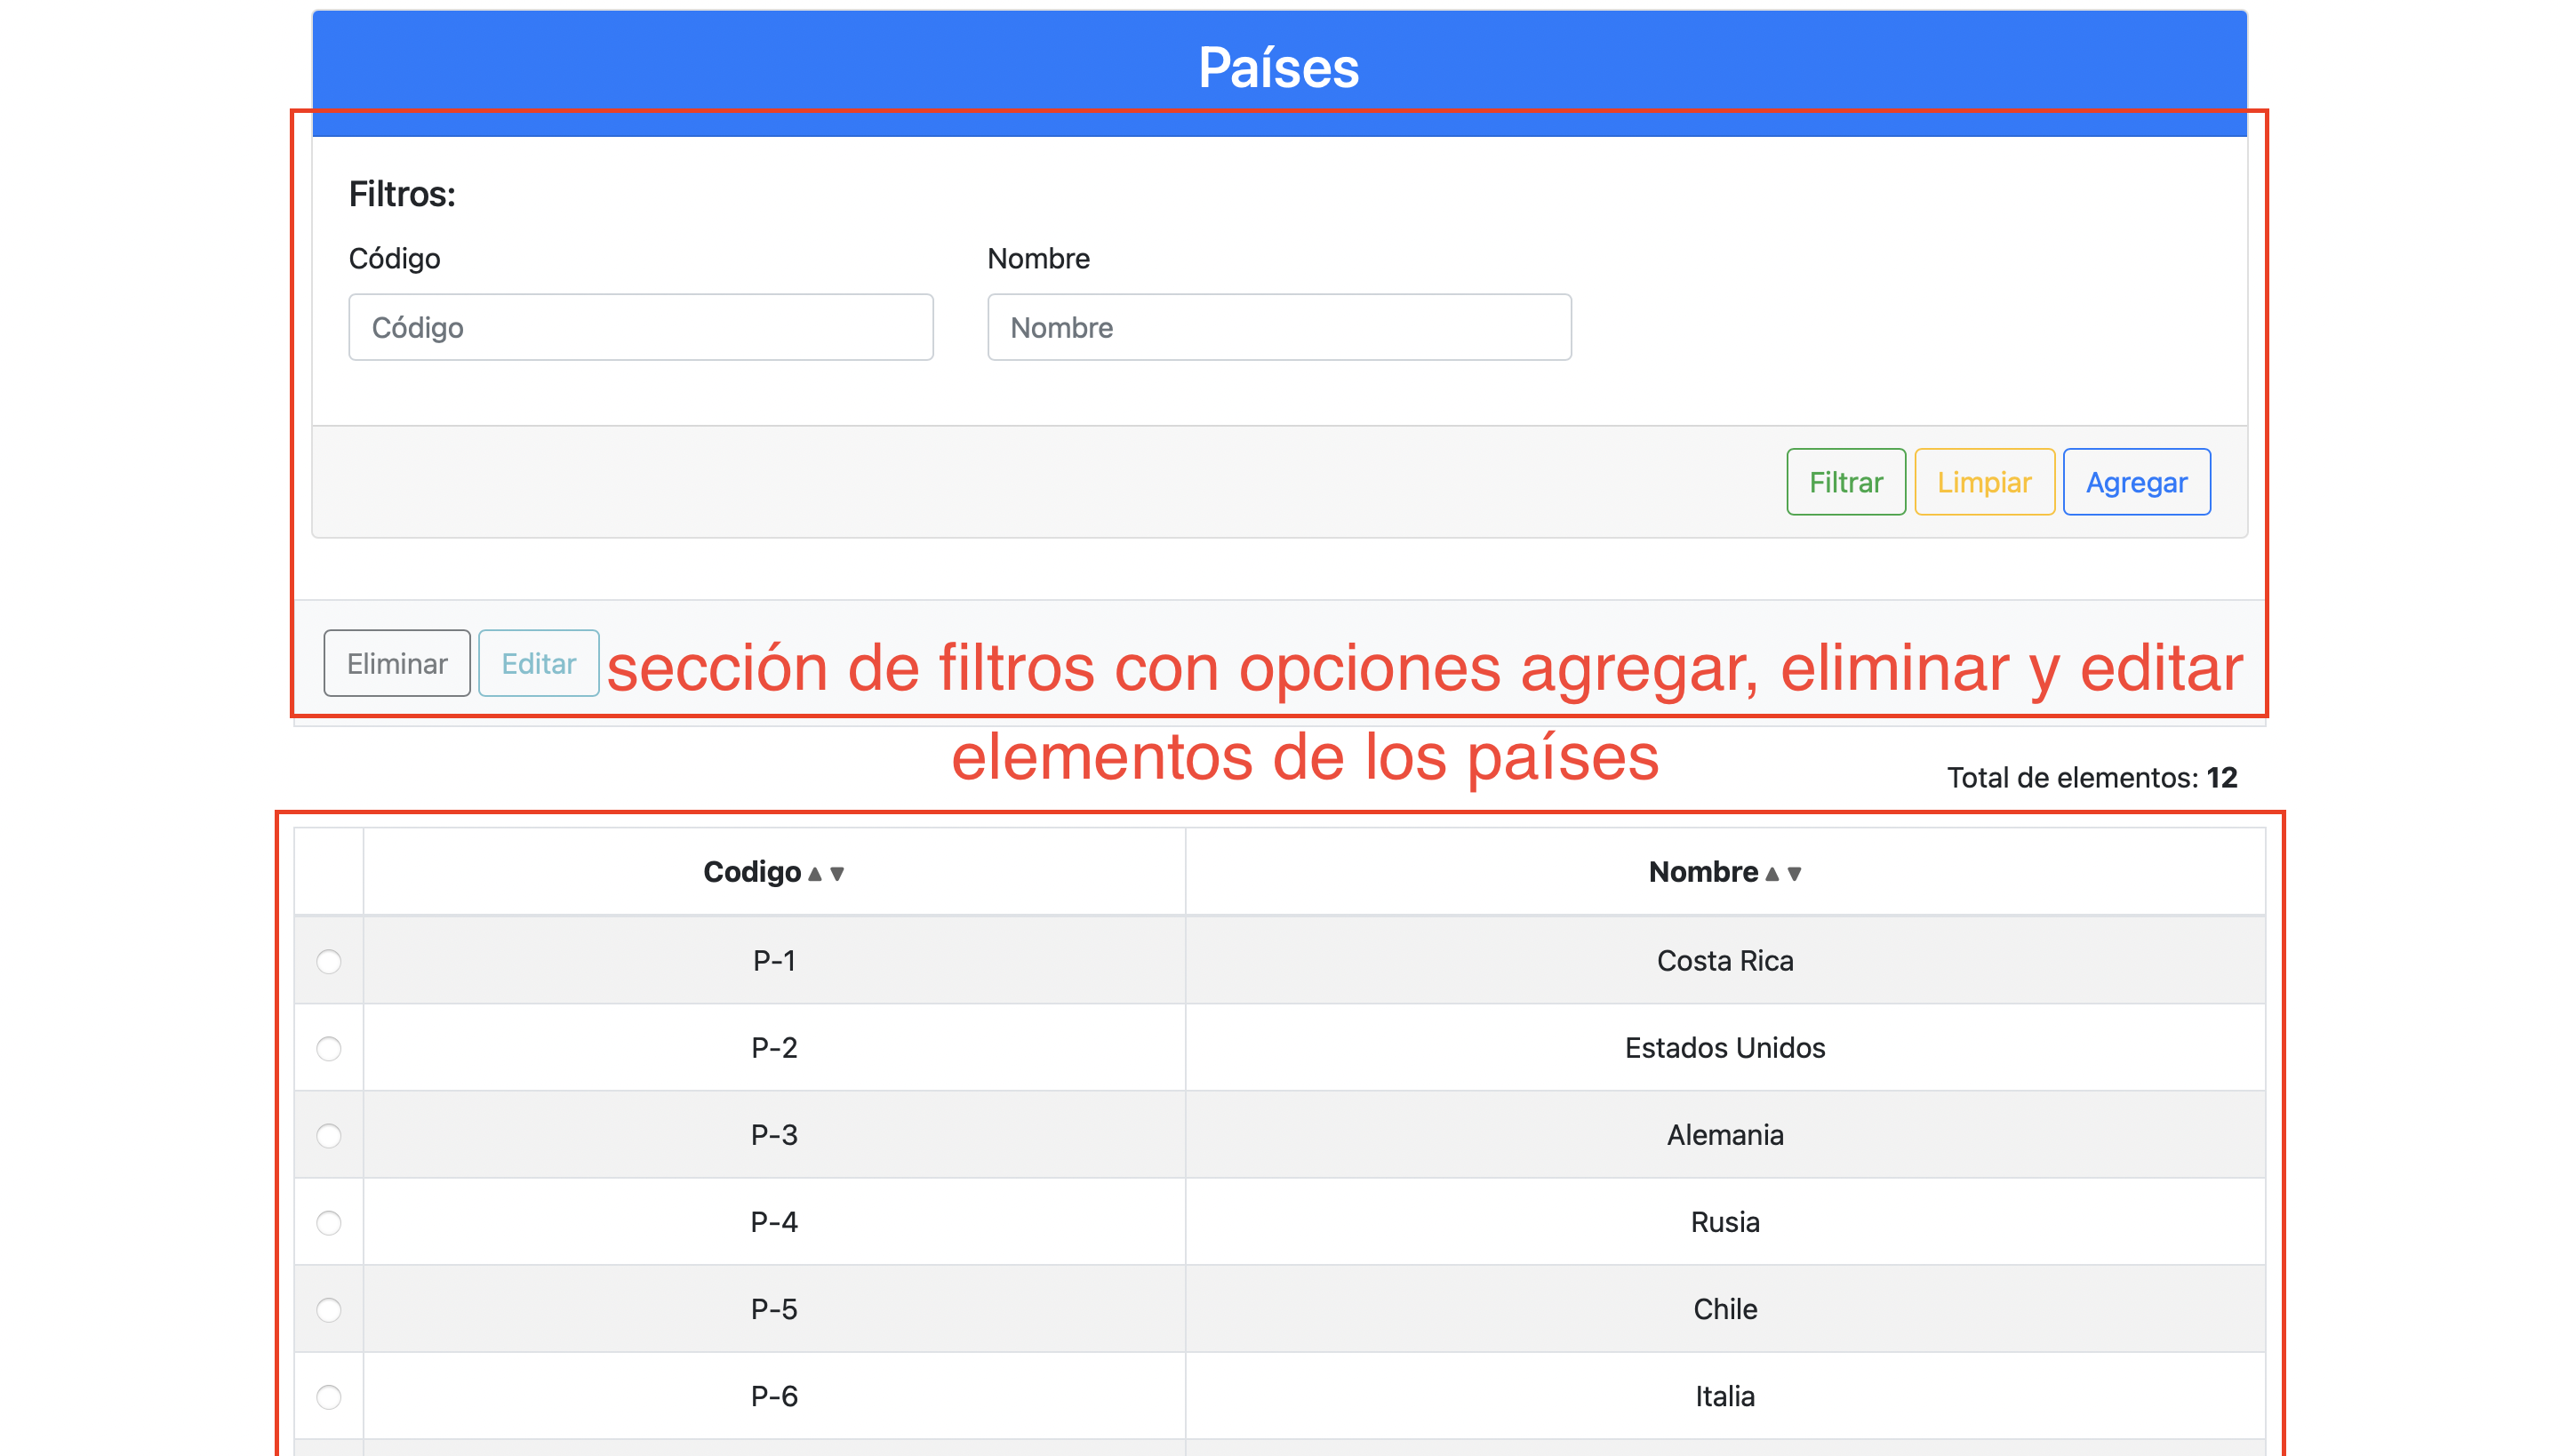 Países
Filtros:
Código Nombre
Código Nombre
Filtrar Limpiar Agregar
Eliminar Editar sección de filtros con opciones agregar, eliminar y editar
elementos de los países
Total de elementos: 12
Codigo▲▼ Nombre▲▼
P-1 Costa Rica
P-2 Estados Unidos
P-3 Alemania
P-4 Rusia
P-5 Chile
P-6 Italia